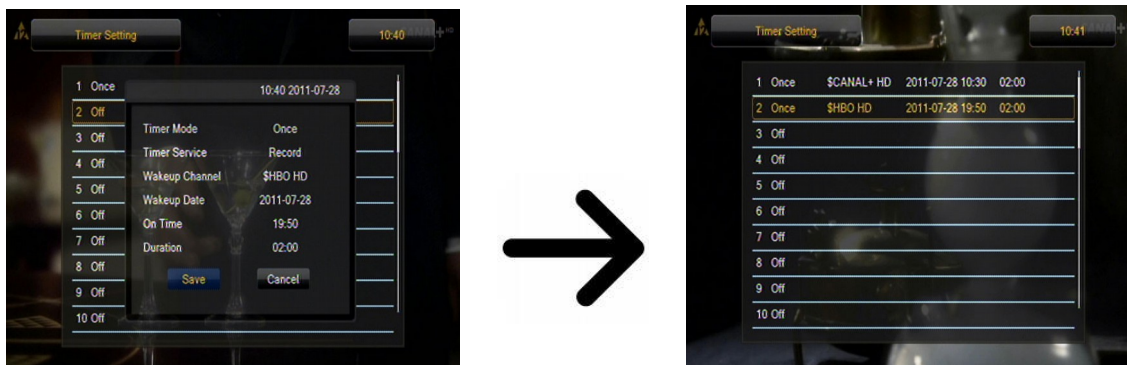 Timer Setting
10:40
1 Once
2 Off
3 Off
4 Off
5 Off
6 Off
7 Off
8 Off
9 Off
10 Off
10:40 2011-07-28
Timer Mode Once
Timer Service Record
Wakeup Channel $HBO HD
Wakeup Date 2011-07-28
On Time 19:50
Duration 02:00
Save Cancel
Timer Setting
10:41
1 Once $CANAL+ HD 2011-07-28 10:30 02:00
2 Once $HBO HD 2011-07-28 19:50 02:00
3 Off
4 Off
5 Off
6 Off
7 Off
8 Off
9 Off
10 Off